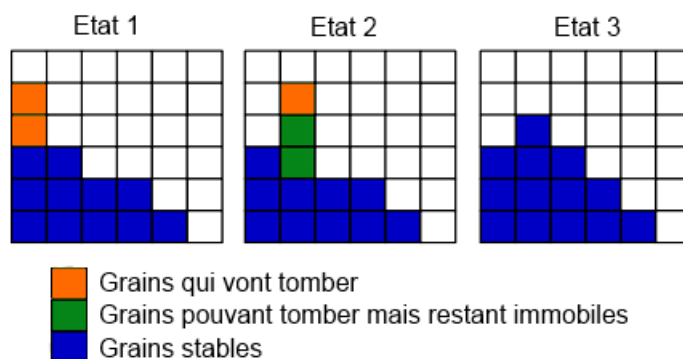 Etat 1
Etat 2
Etat 3
Grains qui vont tomber
Grains pouvant tomber mais restant immobiles
Grains stables